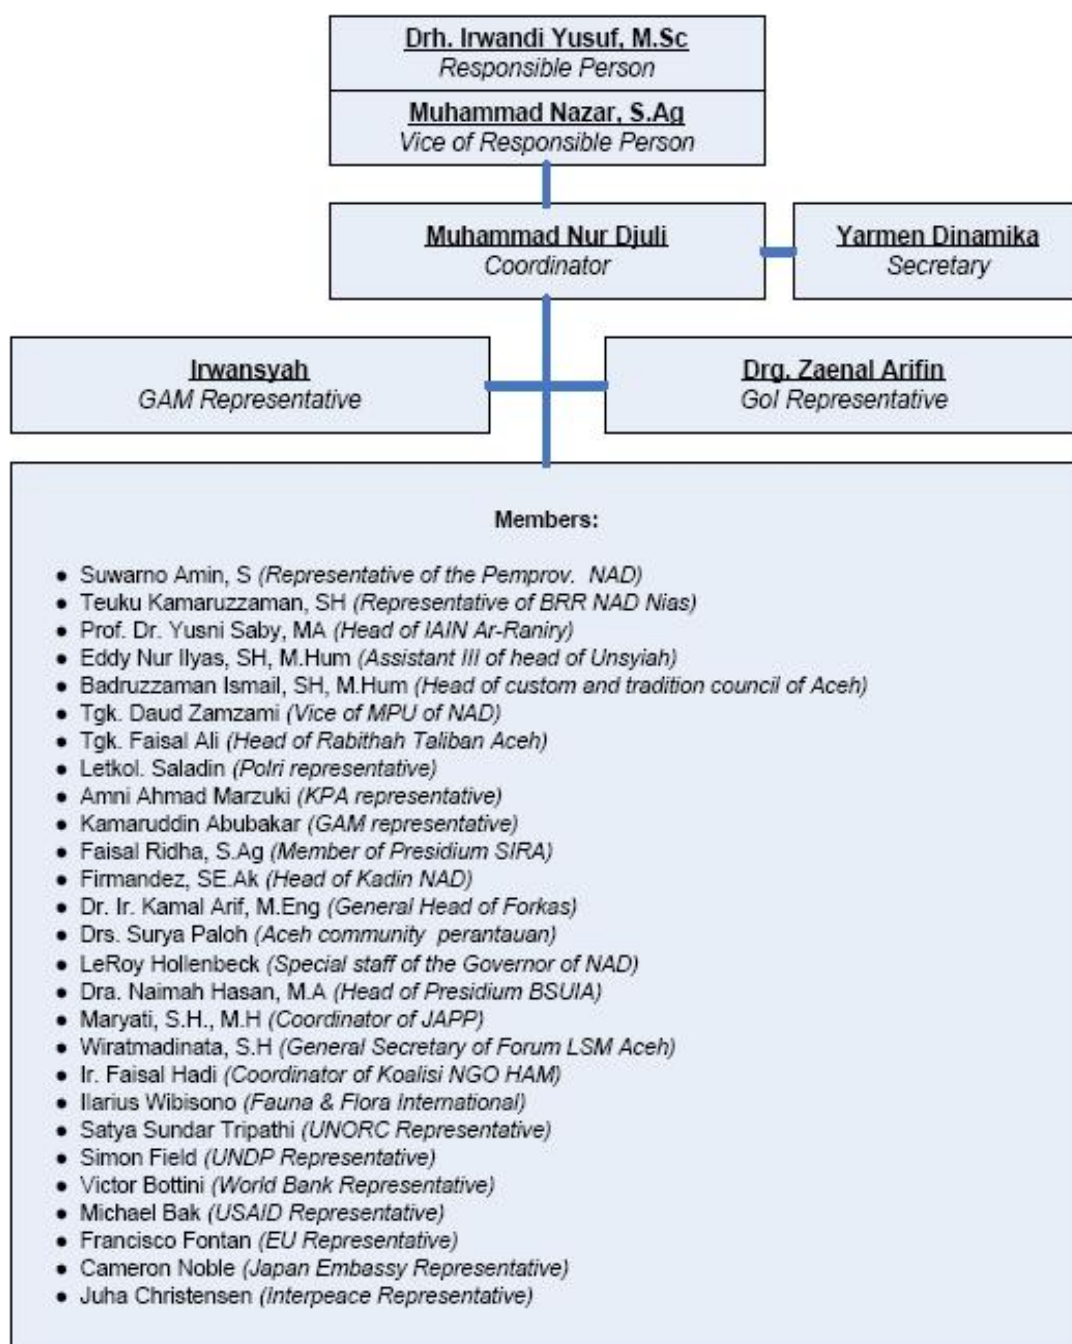 Drh. Irwandi Yusuf, M.Sc
Responsible Person
Muhammad Nazar, S.Ag
Vice of Responsible Person
Muhammad Nur Djuli
Coordinator
Yarmen Dinamika
Secretary
Irwansyah
GAM Representative
Drg. Zaenal Arifin
GoI Representative
Members:
● Suwarno Amin, S (Representative of the Pemprov. NAD)
● Teuku Kamaruzzaman, SH (Representative of BRR NAD Nias)
● Prof. Dr. Yusni Saby, MA (Head of IAIN Ar-Raniry)
● Eddy Nur Ilyas, SH, M.Hum (Assistant III of head of Unsyiah)
● Badruzzaman Ismail, SH, M.Hum (Head of custom and tradition council of Aceh)
● Tgk. Daud Zamzami (Vice of MPU of NAD)
● Tgk. Faisal Ali (Head of Rabithah Taliban Aceh)
● Letkol. Saladin (Polri representative)
● Amni Ahmad Marzuki (KPA representative)
● Kamaruddin Abubakar (GAM representative)
● Faisal Ridha, S.Ag (Member of Presidium SIRA)
● Firmandez, SE.Ak (Head of Kadin NAD)
● Dr. Ir. Kamal Arif, M.Eng (General Head of Forkas)
● Drs. Surya Paloh (Aceh community perantauan)
● LeRoy Hollenbeck (Special staff of the Governor of NAD)
● Dra. Naimah Hasan, M.A (Head of Presidium BSUIA)
● Maryati, S.H., M.H (Coordinator of JAPP)
● Wiratmadinata, S.H (General Secretary of Forum LSM Aceh)
● Ir. Faisal Hadi (Coordinator of Koalisi NGO HAM)
● Ilarius Wibisono (Fauna & Flora International)
● Satya Sundar Tripathi (UNORC Representative)
● Simon Field (UNDP Representative)
● Victor Bottini (World Bank Representative)
● Michael Bak (USAID Representative)
● Francisco Fontan (EU Representative)
● Cameron Noble (Japan Embassy Representative)
● Juha Christensen (Interpeace Representative)